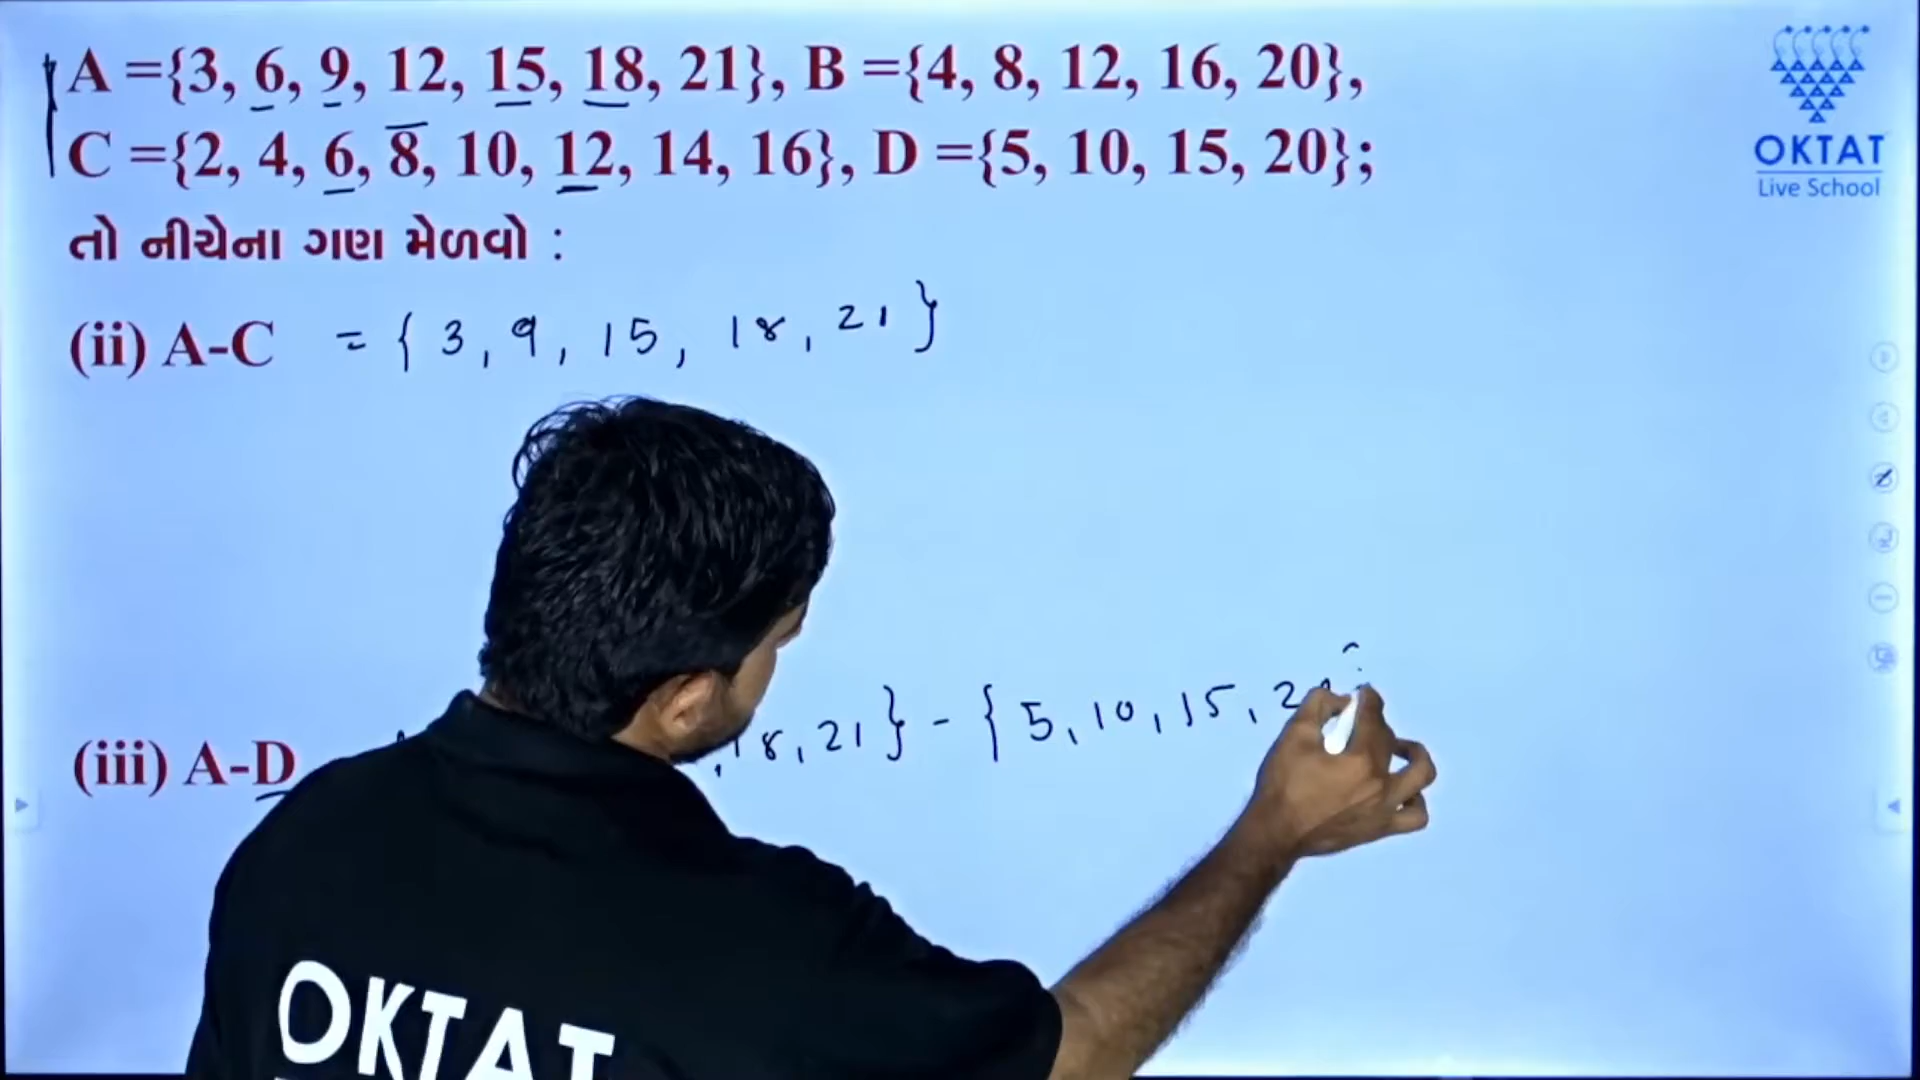 A ={3, 6, 9, 12, 15, 18, 21}, B ={4, 8, 12, 16, 20},
C ={2, 4, 6, 8, 10, 12, 14, 16}, D ={5, 10, 15, 20};
તો નીચેના ગણ મેળવો :
(ii) A-C = { 3, 9, 15, 18, 21 }
(iii) A-D , 18, 21 } - { 5, 10, 15, 2
OKTAT
Live School
OKTAT